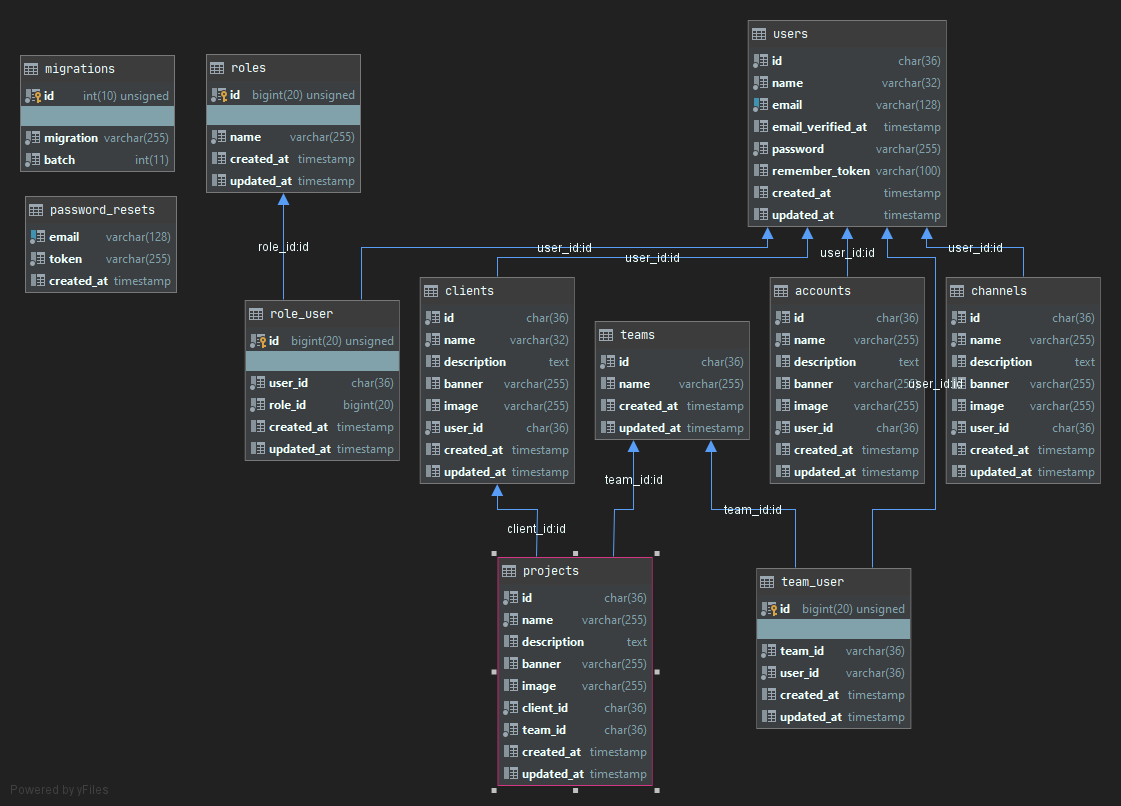 migrations
id int(10) unsigned
migration varchar(255)
batch int(11)
password_resets
email varchar(128)
token varchar(255)
created_at timestamp
roles
id bigint(20) unsigned
name varchar(255)
created_at timestamp
updated_at timestamp
users
id char(36)
name varchar(32)
email varchar(128)
email_verified_at timestamp
password varchar(255)
remember_token varchar(100)
created_at timestamp
updated_at timestamp
role_id:id
user_id:id
user_id:id
user_id:id
user_id:id
role_user
id bigint(20) unsigned
user_id char(36)
role_id bigint(20)
created_at timestamp
updated_at timestamp
clients
id char(36)
name varchar(32)
description text
banner varchar(255)
image varchar(255)
user_id char(36)
created_at timestamp
updated_at timestamp
teams
id char(36)
name varchar(255)
created_at timestamp
updated_at timestamp
accounts
id char(36)
name varchar(255)
description text
banner varchar(255)
image varchar(255)
user_id char(36)
created_at timestamp
updated_at timestamp
user_id:id
channels
id char(36)
name varchar(255)
description text
banner varchar(255)
image varchar(255)
user_id char(36)
created_at timestamp
updated_at timestamp
team_id:id
team_id:id
client_id:id
projects
id char(36)
name varchar(255)
description text
banner varchar(255)
image varchar(255)
client_id char(36)
team_id char(36)
created_at timestamp
updated_at timestamp
team_user
id bigint(20) unsigned
team_id varchar(36)
user_id varchar(36)
created_at timestamp
updated_at timestamp
Powered by yFiles